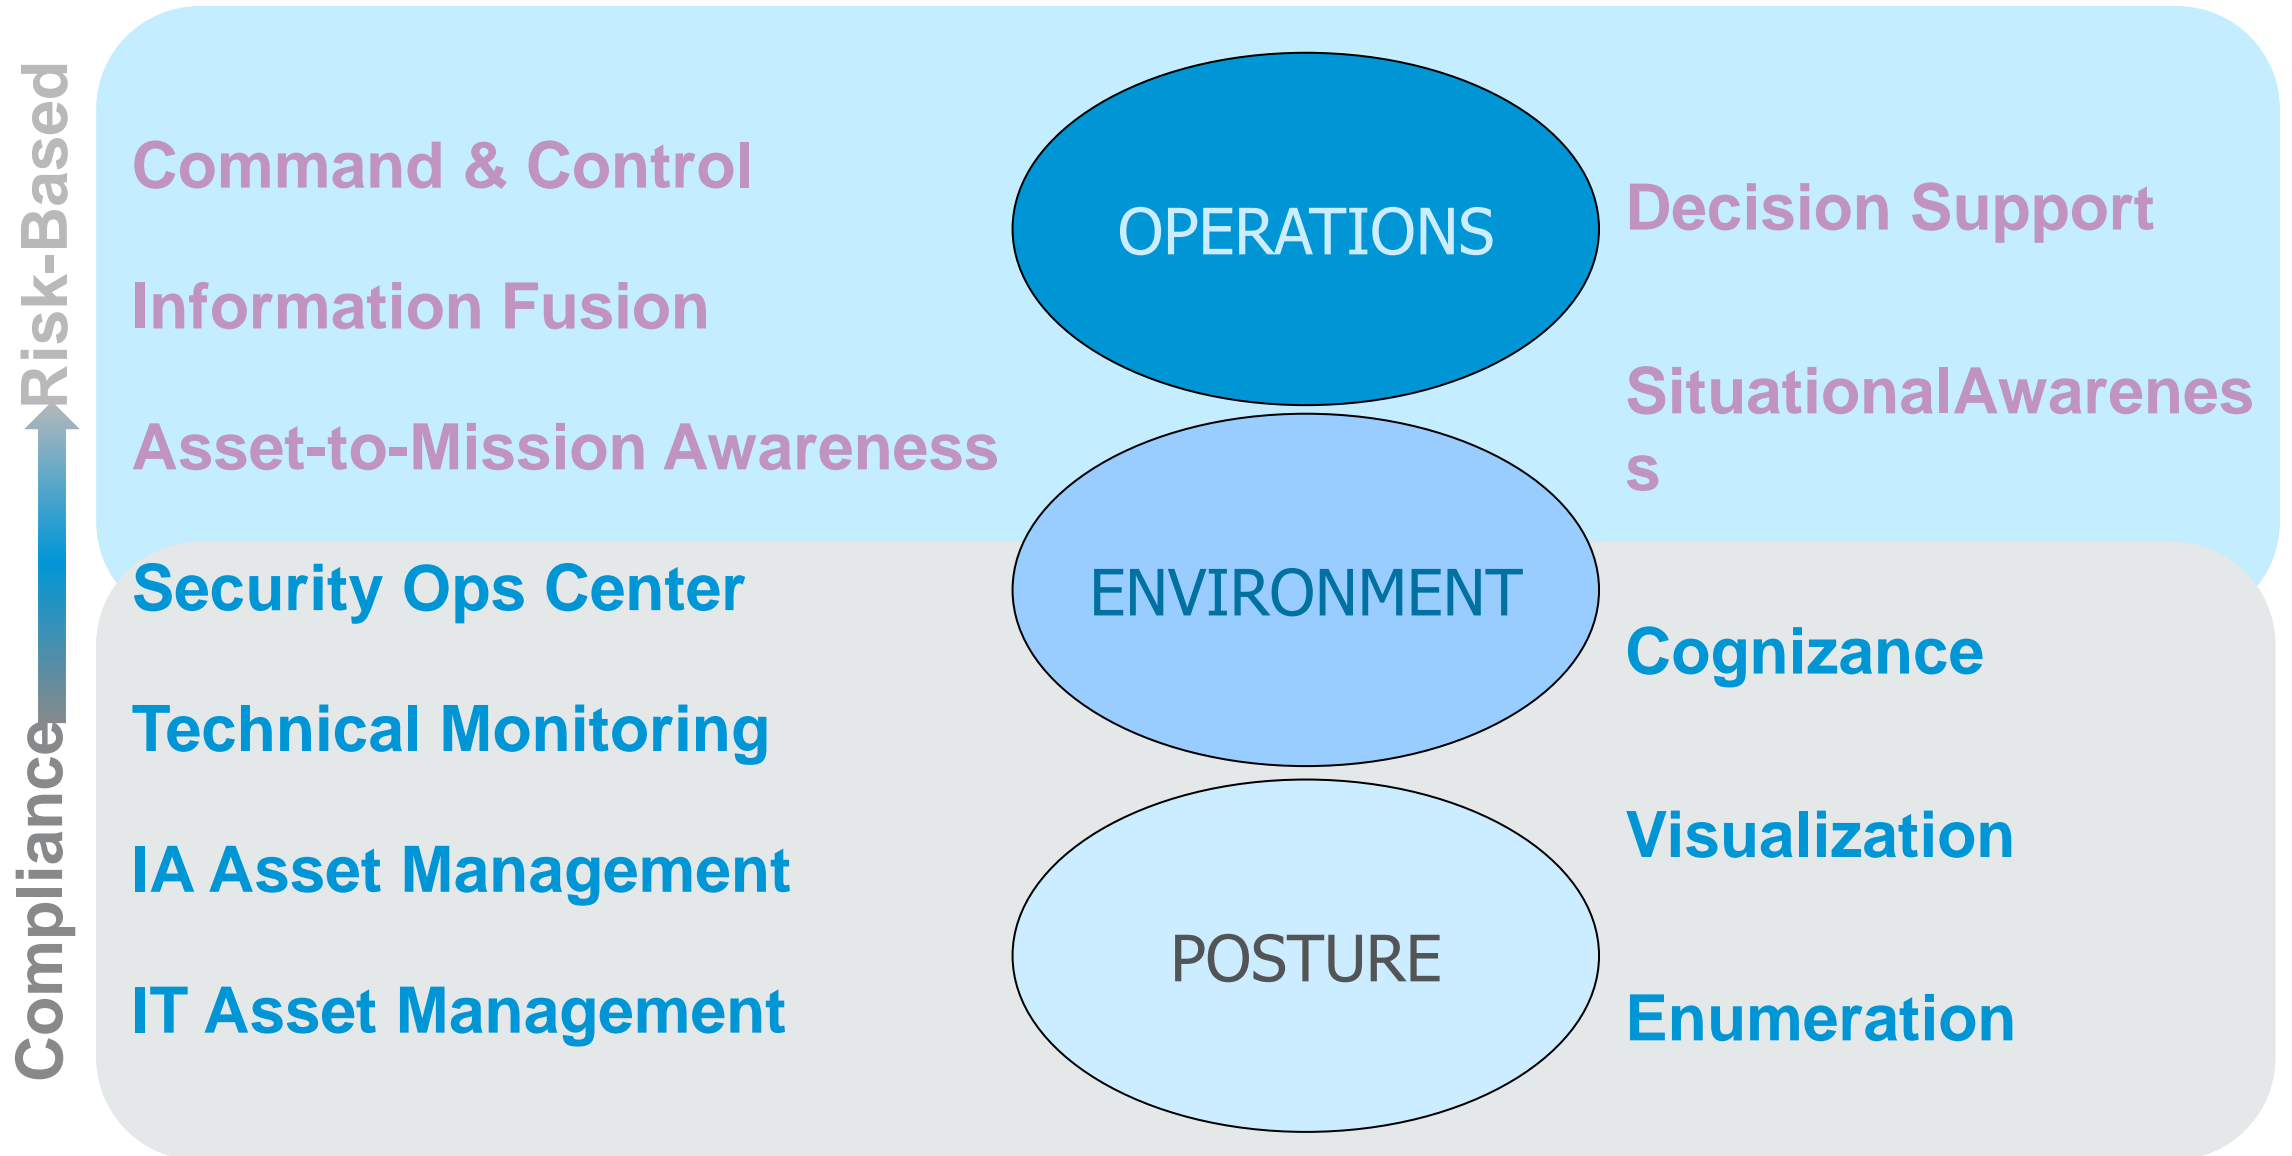 Risk-Based
Compliance
Command & Control
Information Fusion
Asset-to-Mission Awareness
Security Ops Center
Technical Monitoring
IA Asset Management
IT Asset Management
OPERATIONS
ENVIRONMENT
POSTURE
Decision Support
SituationalAwarenes
s
Cognizance
Visualization
Enumeration